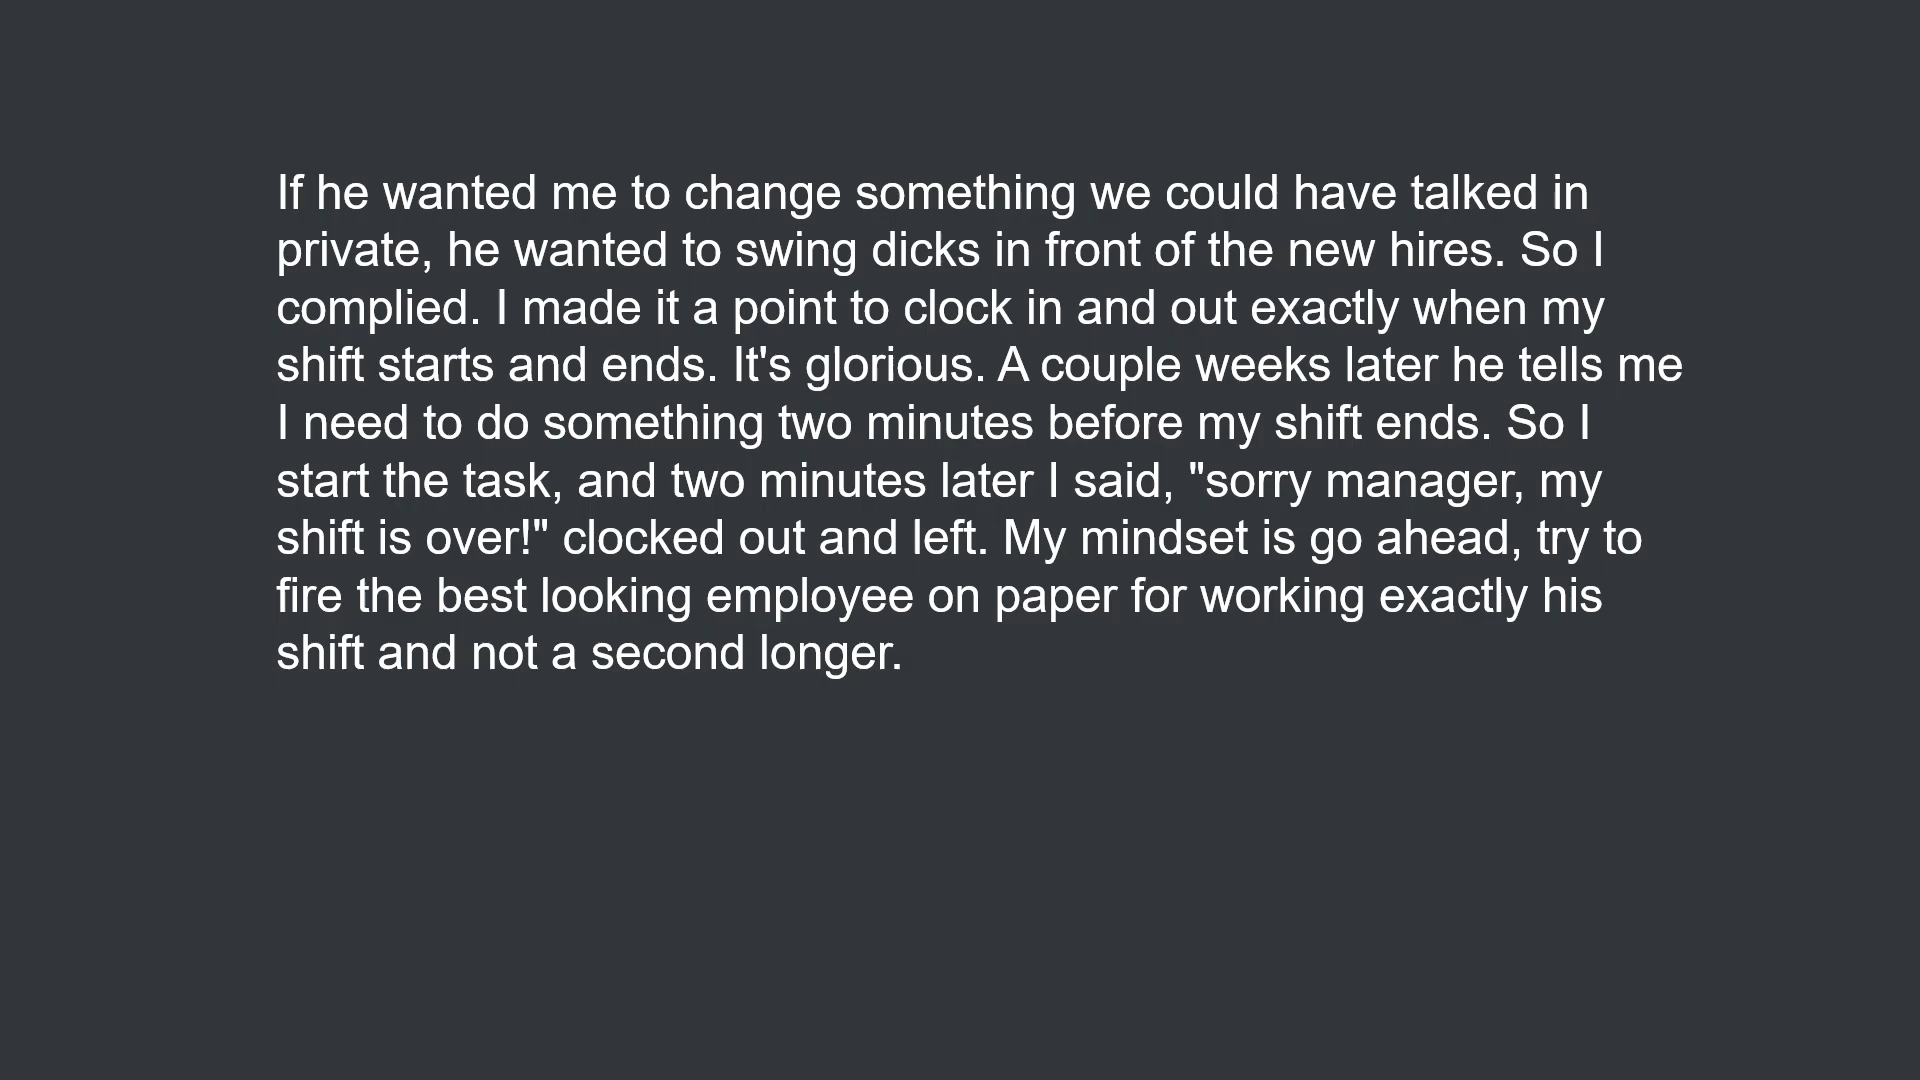 If he wanted me to change something we could have talked in
private, he wanted to swing dicks in front of the new hires. So I
complied. I made it a point to clock in and out exactly when my
shift starts and ends. It's glorious. A couple weeks later he tells me
I need to do something two minutes before my shift ends. So I
start the task, and two minutes later I said, "sorry manager, my
shift is over!" clocked out and left. My mindset is go ahead, try to
fire the best looking employee on paper for working exactly his
shift and not a second longer.